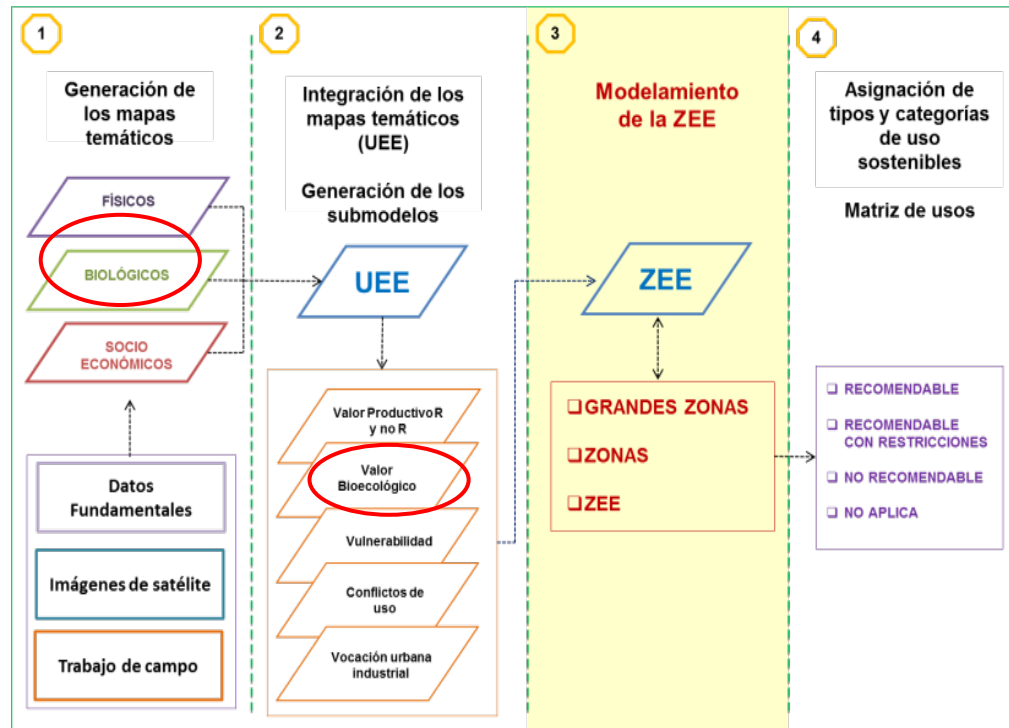 1
Generación de
los mapas
temáticos
FÍSICOS
BIOLÓGICOS
SOCIO
ECONÓMICOS
Datos
Fundamentales
Imágenes de satélite
Trabajo de campo
2
Integración de los
mapas temáticos
(UEE)
Generación de los
submodelos
UEE
Valor Productivo R
y no R
Valor
Bioecológico
Vulnerabilidad
Conflictos de
uso
Vocación urbana
industrial
3
Modelamiento
de la ZEE
ZEE
GRANDES ZONAS
ZONAS
ZEE
4
Asignación de
tipos y categorías
de uso
sostenibles
Matriz de usos
RECOMENDABLE
RECOMENDABLE
CON RESTRICCIONES
NO RECOMENDABLE
NO APLICA